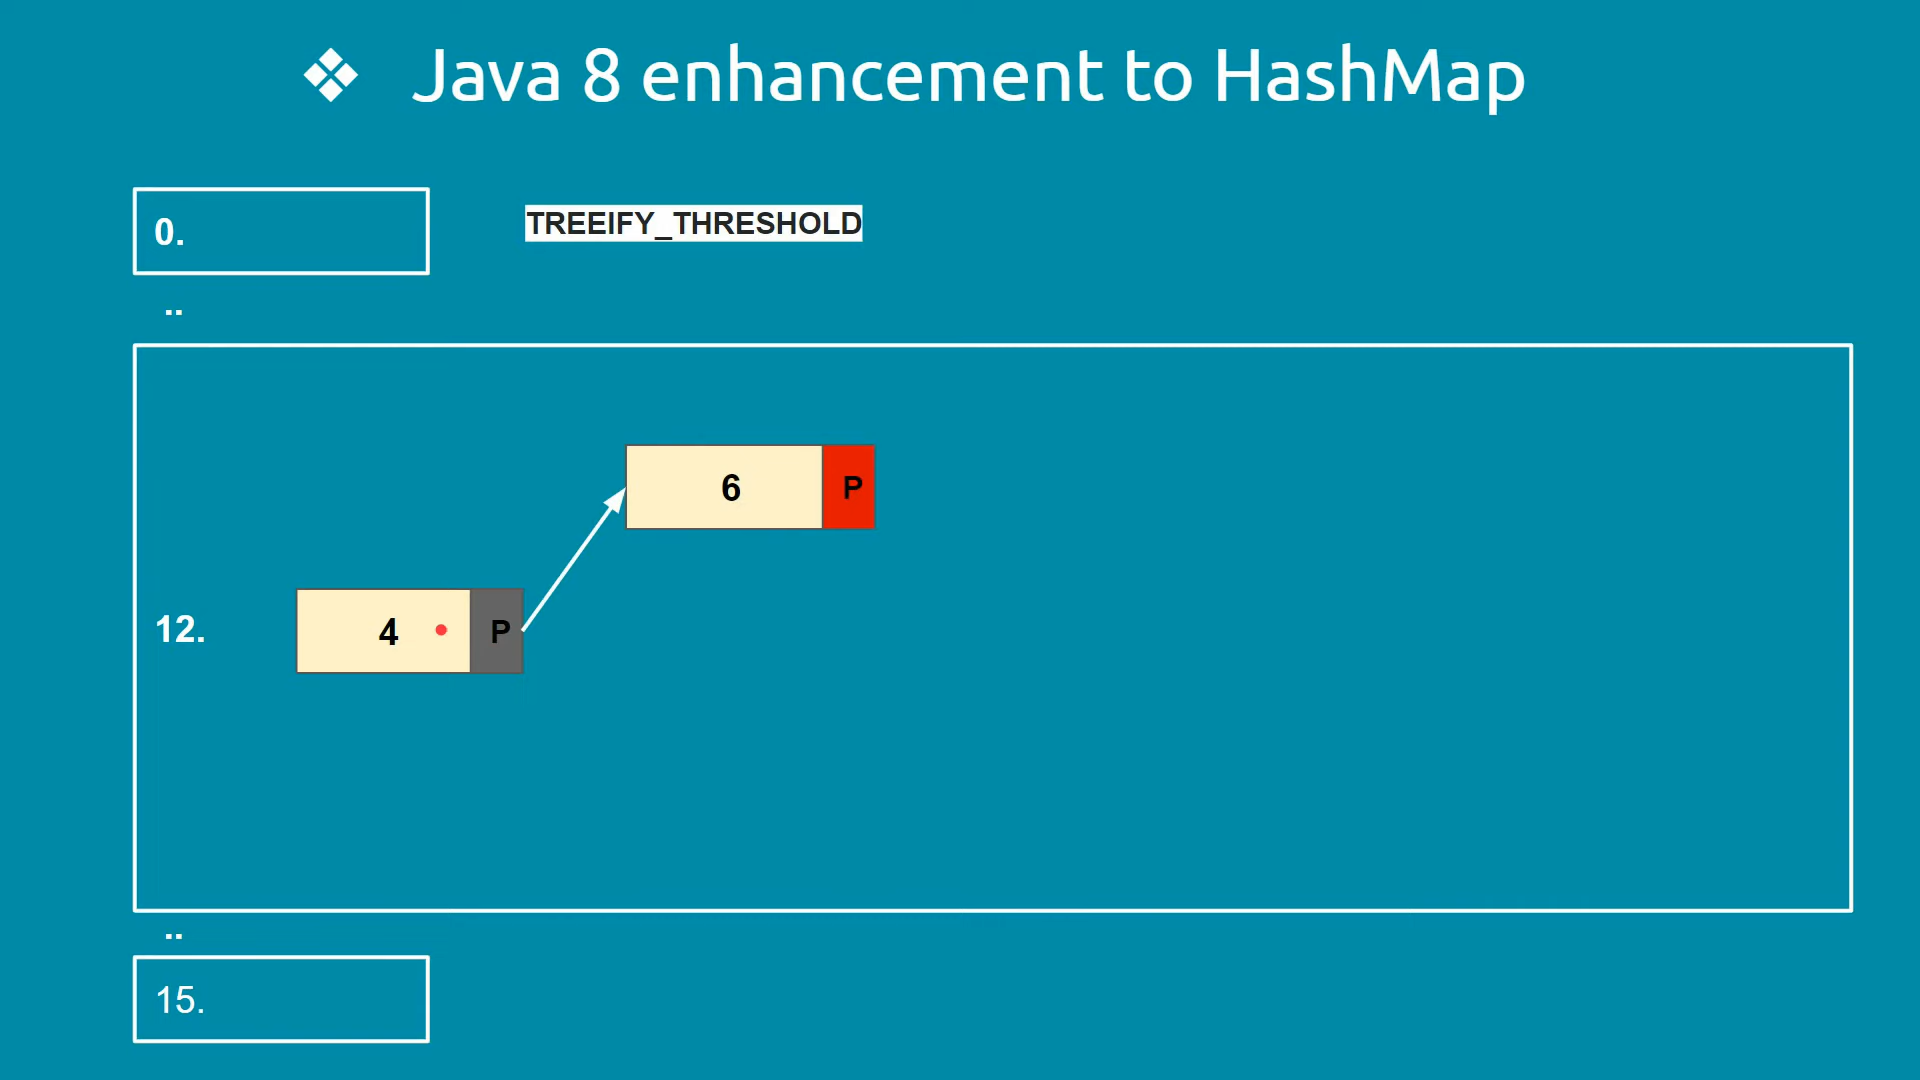 ❖ Java 8 enhancement to HashMap
0.
TREEIFY_THRESHOLD
..
6 P
12.
4 P
..
15.